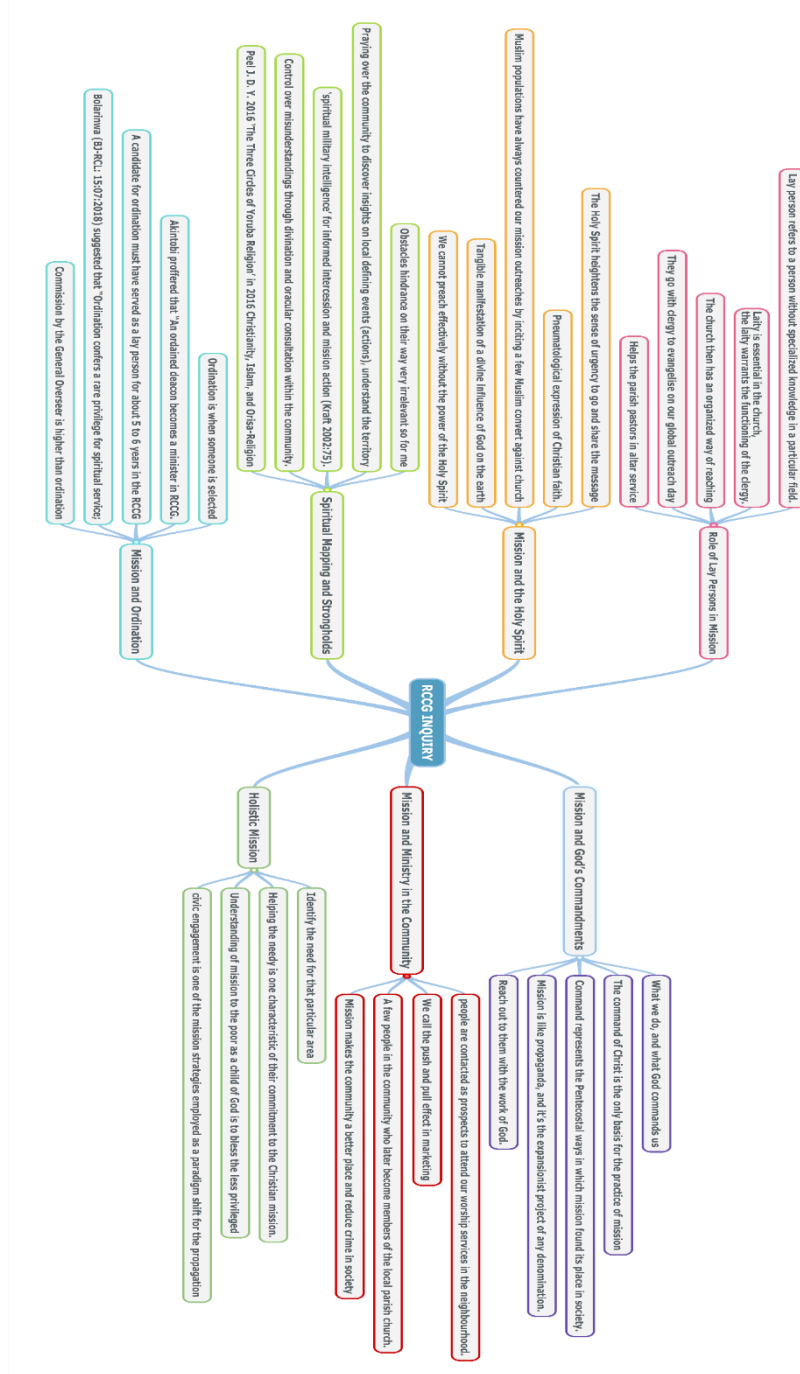 RCCG INQUIRY
Role of Lay Persons in Mission
Lay person refers to a person without specialized knowledge in a particular field.
Laity is essential in the church,
the laity warrants the functioning of the clergy.
The church then has an organized way of reaching
They go with clergy to evangelise on our global outreach day
Helps the parish pastors in altar service
Mission and the Holy Spirit
The Holy Spirit heightens the sense of urgency to go and share the message
Pneumatological expression of Christian faith.
Muslim populations have always countered our mission outreaches by inciting a few Muslim convert against church
Tangible manifestation of a divine influence of God on the earth
We cannot preach effectively without the power of the Holy Spirit
Spiritual Mapping and Strongholds
Obstacles hindrance on their way very irrelevant so for me
Praying over the community to discover insights on local defining events (actions) understand the territory
'spiritual military intelligence' for informed intercession and mission action (Kraft 2002:75).
Control over misunderstandings through divination and oracular consultation within the community.
Peel J. D. Y. 2016 'The Three Circles of Yoruba Religion' in 2016 Christianity, Islam, and Orisa-Religion
Mission and Ordination
Ordination is when someone is selected
Akintobi proffered that "An ordained deacon becomes a minister in RCCG.
A candidate for ordination must have served as a lay person for about 5 to 6 years in the RCCG
Bolarinwa (BJ-RCL: 15:07:2018) suggested that "Ordination confers a rare privilege for spiritual service;
Commission by the General Overseer is higher than ordination
Mission and God's Commandments
What we do, and what God commands us
The command of Christ is the only basis for the practice of mission
Command represents the Pentecostal ways in which mission found its place in society.
Mission is like propaganda, and it's the expansionist project of any denomination.
Reach out to them with the work of God.
Mission and Ministry in the Community
people are contacted as prospects to attend our worship services in the neighbourhood.
We call the push and pull effect in marketing
A few people in the community who later become members of the local parish church.
Mission makes the community a better place and reduce crime in society
Holistic Mission
Identify the need for that particular area
Helping the needy is one characteristic of their commitment to the Christian mission.
Understanding of mission to the poor as a child of God is to bless the less privileged
civic engagement is one of the mission strategies employed as a paradigm shift for the propagation